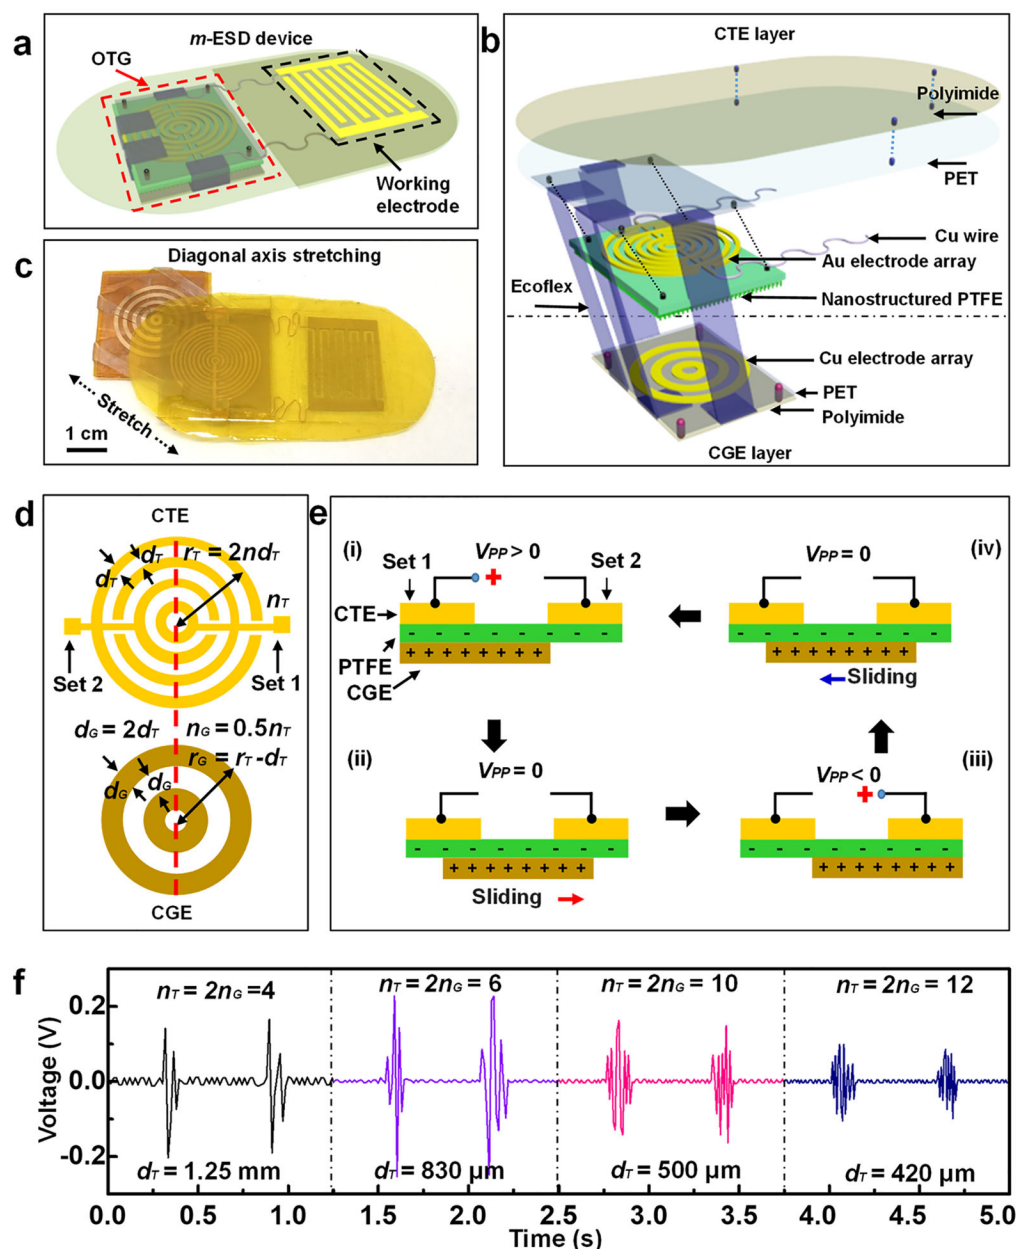 a
m-ESD device
OTG
Working
electrode
b
CTE layer
Polyimide
PET
Cu wire
Au electrode array
Ecoflex
Nanostructured PTFE
Cu electrode array
PET
Polyimide
CGE layer
c
Diagonal axis stretching
Stretch
1 cm
d
CTE
dT
dT
rT = 2ndT
nT
Set 2
Set 1
dG = 2dT
nG = 0.5nT
rG = rT - dT
dG
dG
CGE
e
(i)
VPP > 0
Set 1
Set 2
CTE
- - - - - - - -
+ + + + + + + +
PTFE
CGE
VPP = 0
(iv)
- - - - - - - -
+ + + + + + + +
Sliding
(ii)
VPP = 0
- - - - - - - -
+ + + + + + + +
Sliding
VPP < 0
(iii)
- - - - - - - -
+ + + + + + + +
f
nT = 2nG =4
nT = 2nG = 6
nT = 2nG = 10
nT = 2nG = 12
Voltage (V)
0.2
0.0
-0.2
dT = 1.25 mm
dT = 830 µm
dT = 500 µm
dT = 420 µm
0.0 0.5 1.0 1.5 2.0 2.5 3.0 3.5 4.0 4.5 5.0
Time (s)